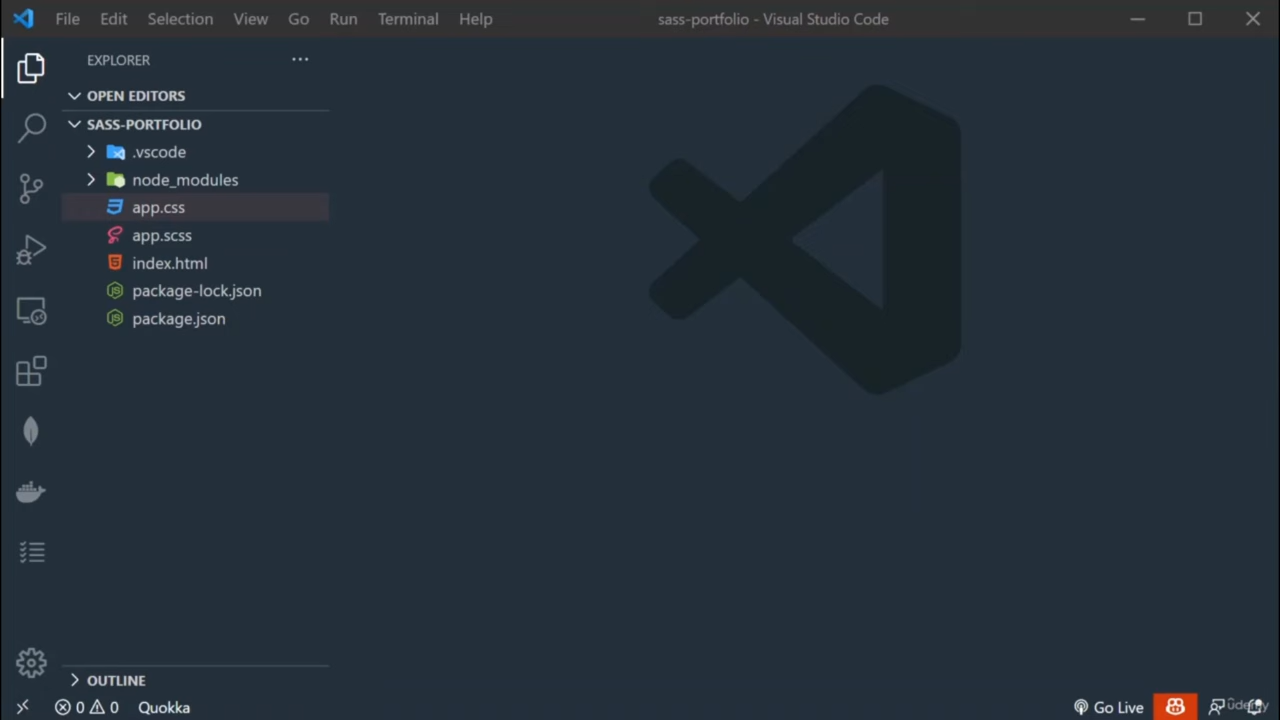 File Edit Selection View Go Run Terminal Help sass-portfolio - Visual Studio Code
EXPLORER
OPEN EDITORS
SASS-PORTFOLIO
.vscode
node_modules
app.css
app.scss
index.html
package-lock.json
package.json
OUTLINE
0 0 Quokka Go Live ûdemy